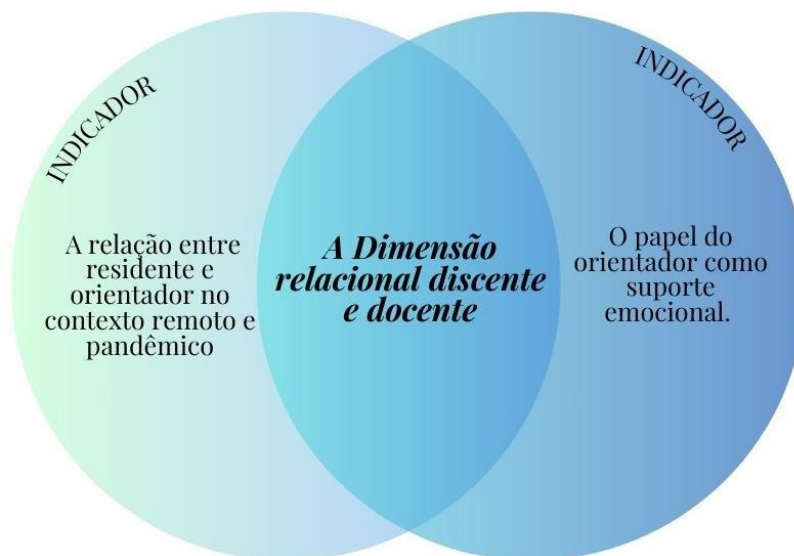 INDICADOR
A relação entre
residente e
orientador no
contexto remoto e
pandêmico
A Dimensão
relacional discente
e docente
INDICADOR
O papel do
orientador como
suporte
emocional.